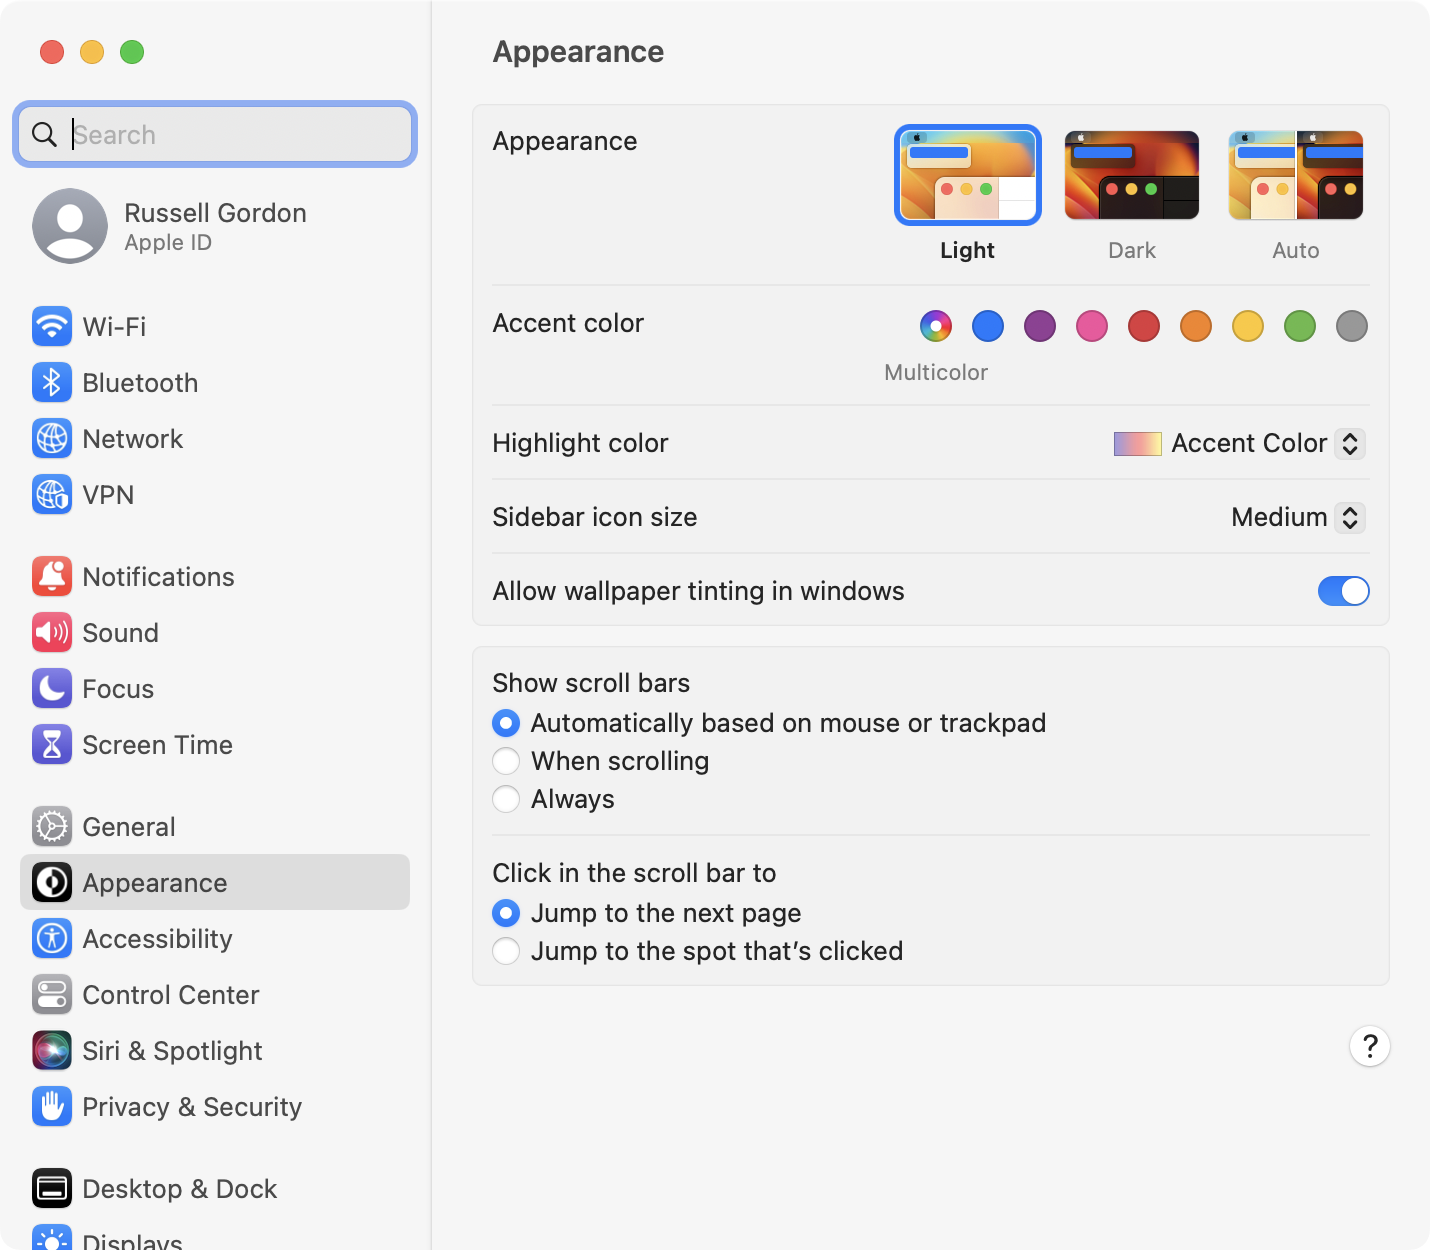 Search
Russell Gordon
Apple ID
Wi-Fi
Bluetooth
Network
VPN
Notifications
Sound
Focus
Screen Time
General
Appearance
Accessibility
Control Center
Siri & Spotlight
Privacy & Security
Desktop & Dock
Displays
Appearance
Appearance
Light
Dark
Auto
Accent color
Multicolor
Highlight color
Accent Color
Sidebar icon size
Medium
Allow wallpaper tinting in windows
Show scroll bars
Automatically based on mouse or trackpad
When scrolling
Always
Click in the scroll bar to
Jump to the next page
Jump to the spot that’s clicked
?